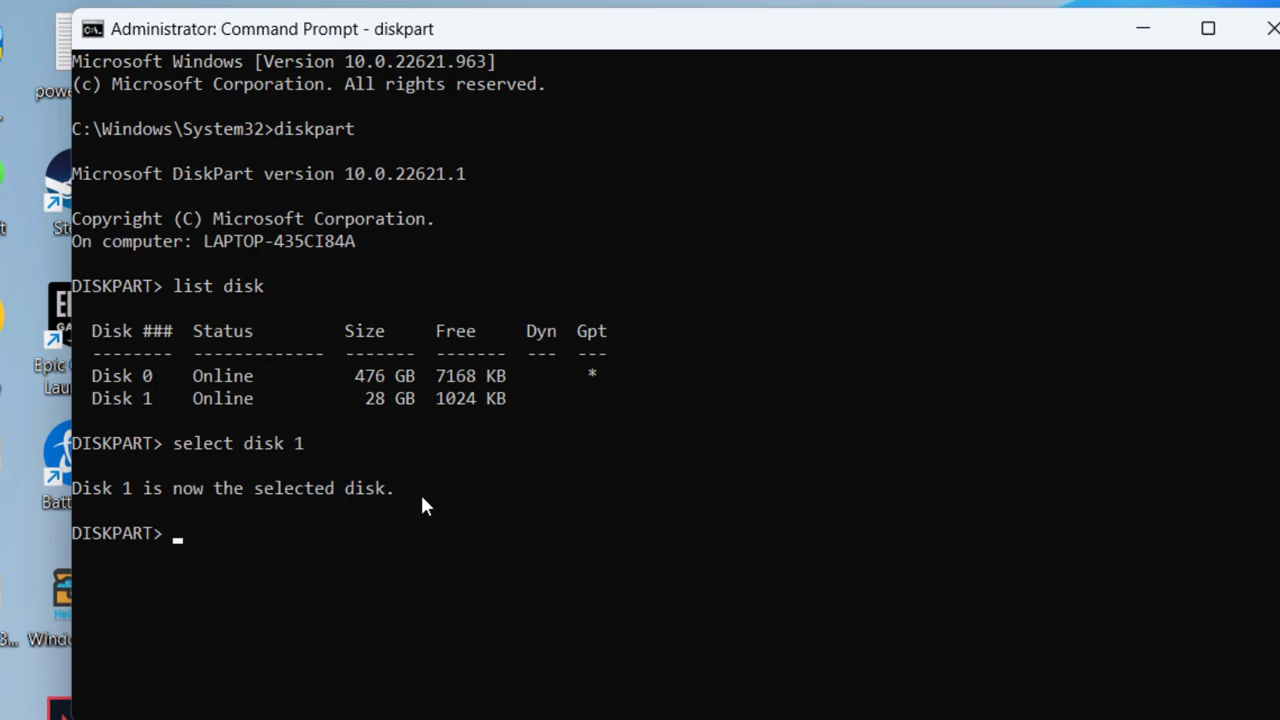 Administrator: Command Prompt - diskpart
Microsoft Windows [Version 10.0.22621.963]
(c) Microsoft Corporation. All rights reserved.
C:\Windows\System32>diskpart
Microsoft DiskPart version 10.0.22621.1
Copyright (C) Microsoft Corporation.
On computer: LAPTOP-435CI84A
DISKPART> list disk
Disk ### Status Size Free Dyn Gpt
-------- ------------- ------- ------- --- ---
Disk 0 Online 476 GB 7168 KB *
Disk 1 Online 28 GB 1024 KB
DISKPART> select disk 1
Disk 1 is now the selected disk.
DISKPART>
Epic